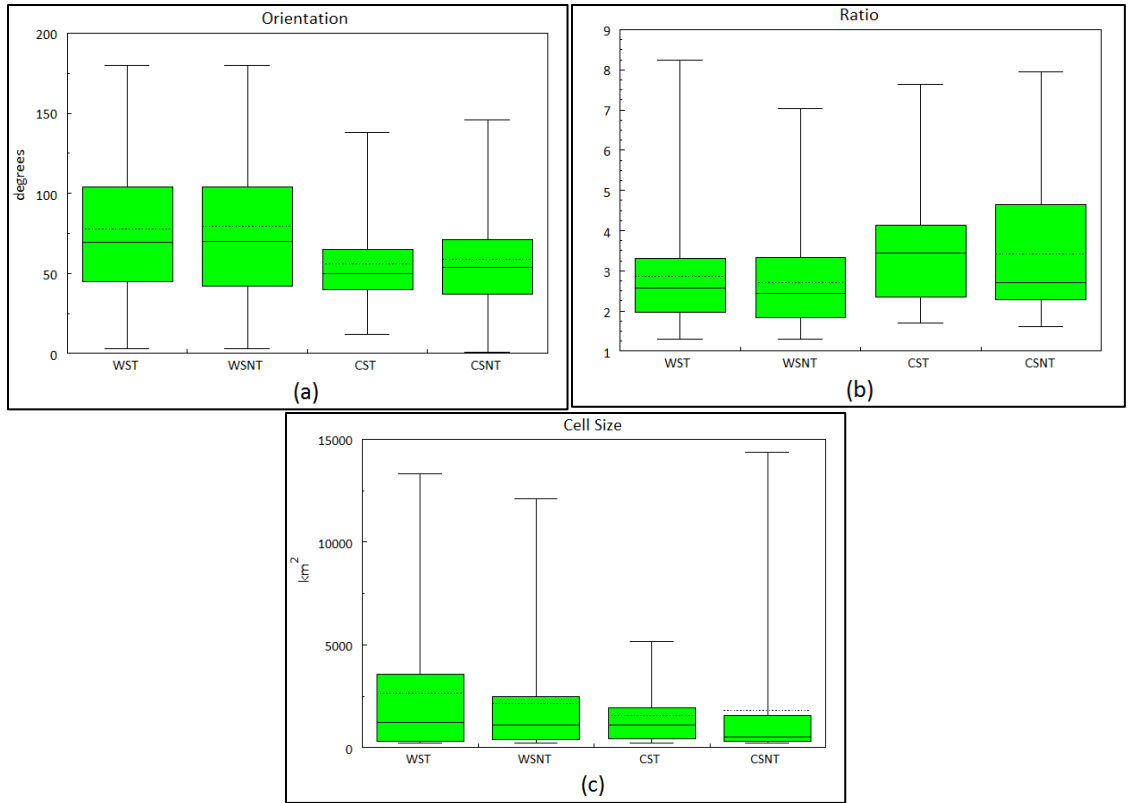 Orientation
200
150
100
50
0
degrees
WST WSNT CST CSNT
(a)
Ratio
9
8
7
6
5
4
3
2
1
WST WSNT CST CSNT
(b)
Cell Size
15000
10000
5000
0
km²
WST WSNT CST CSNT
(c)